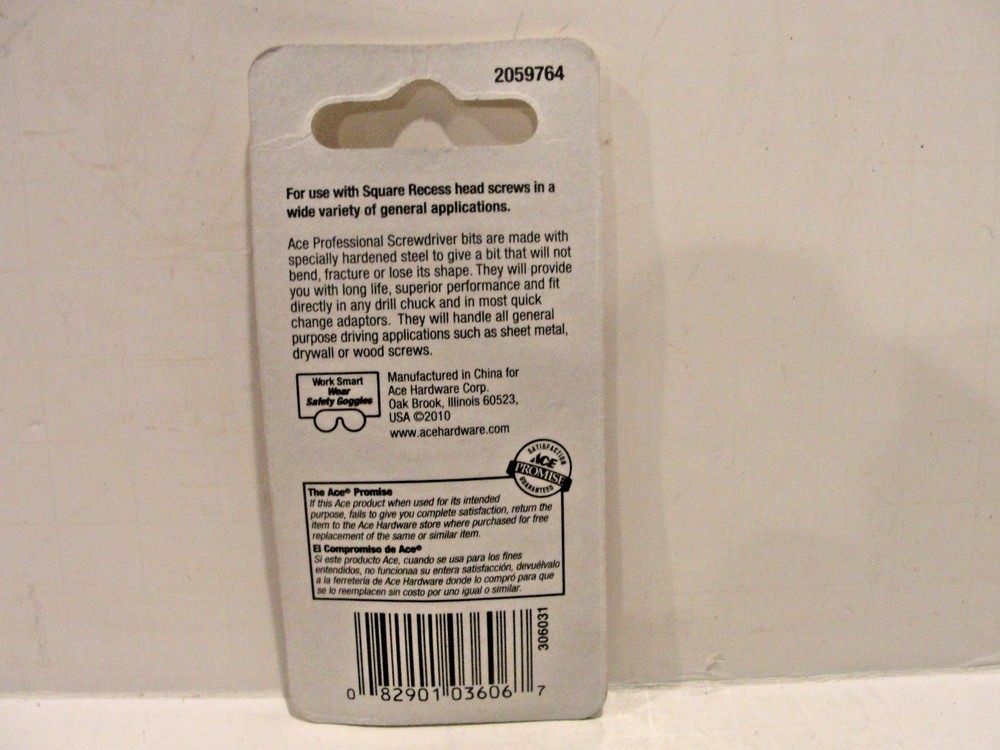 2059764
For use with Square Recess head screws in a
wide variety of general applications.
Ace Professional Screwdriver bits are made with
specially hardened steel to give a bit that will not
bend, fracture or lose its shape. They will provide
you with long life, superior performance and fit
directly in any drill chuck and in most quick
change adaptors. They will handle all general
purpose driving applications such as sheet metal,
drywall or wood screws.
Work Smart
Wear
Safety Goggles
Manufactured in China for
Ace Hardware Corp.
Oak Brook, Illinois 60523,
USA ©2010
www.acehardware.com
SATISFACTION
ACE
PROMISE
GUARANTEED
The Ace® Promise
If this Ace product when used for its intended
purpose, fails to give you complete satisfaction, return the
item to the Ace Hardware store where purchased for free
replacement of the same or similar item.
El Compromiso de Ace®
Si este producto Ace, cuando se usa para los fines
entendidos, no funcionaa su entera satisfacción, devuélvalo
a la ferretería de Ace Hardware donde lo compró para que
se lo reemplacen sin costo por uno igual o similar.
306031
0 82901 03606 7